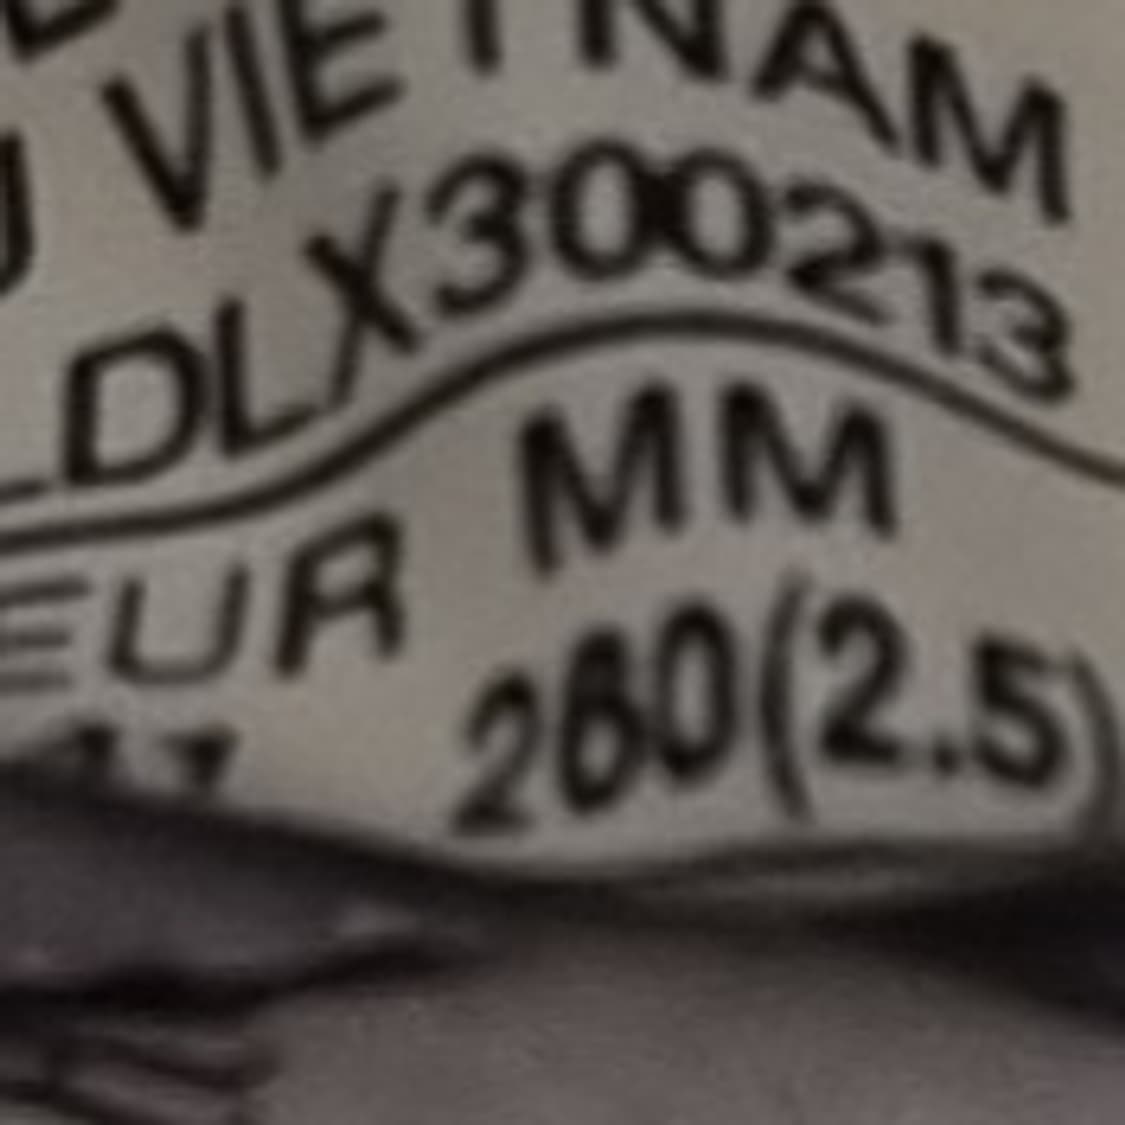 VIETNAM
DLX300213
EUR MM
260(2.5)